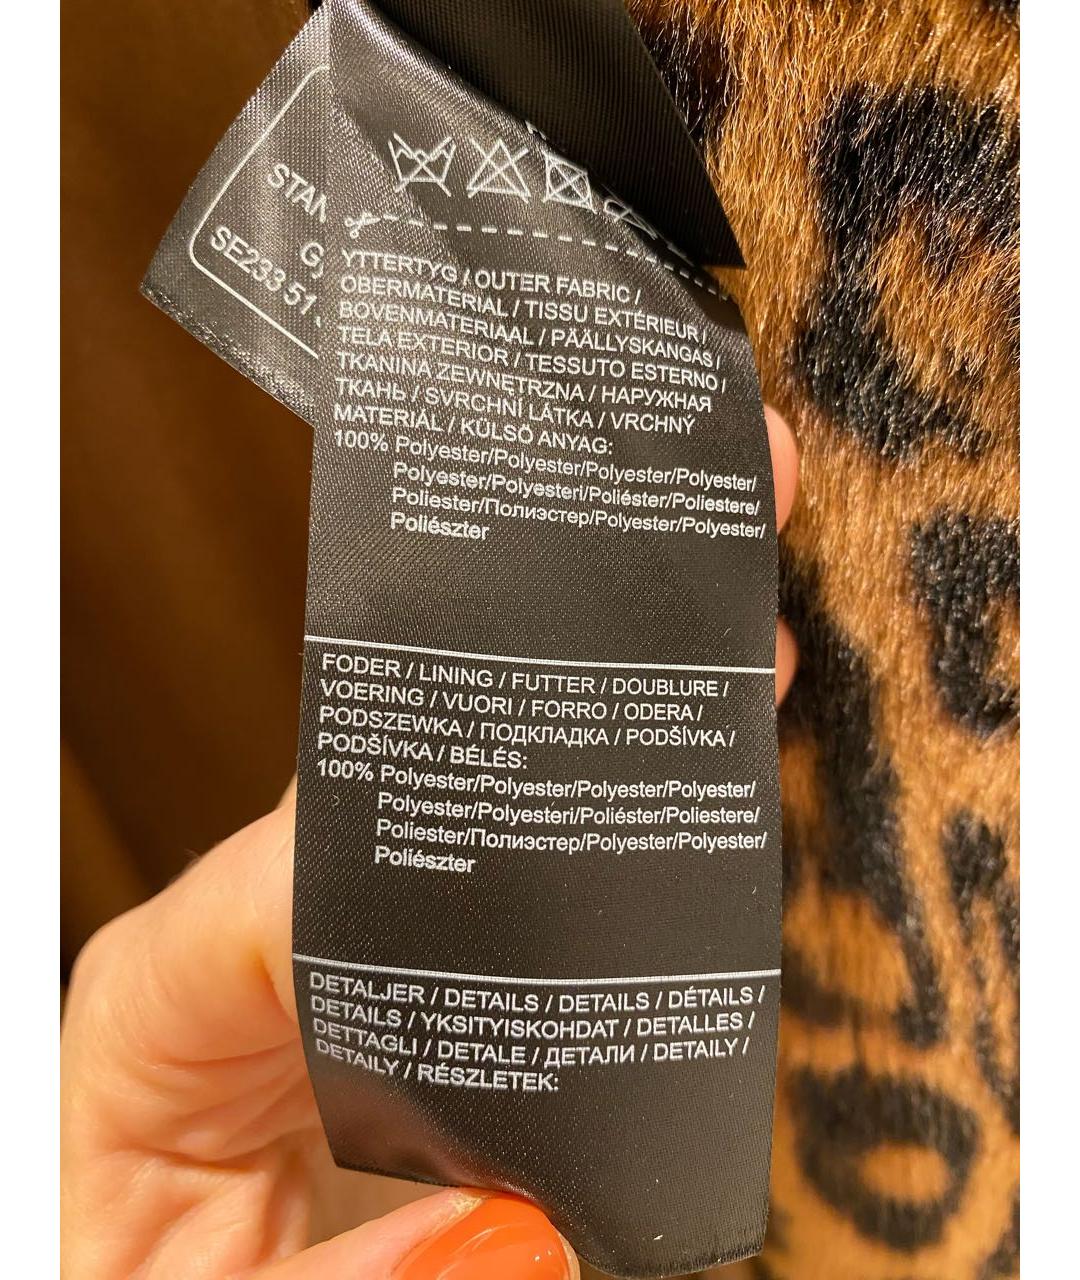 SE233 51
YTTERTYG / OUTER FABRIC /
OBERMATERIAL / TISSU EXTÉRIEUR /
BOVENMATERIAAL / PÄÄLLYSKANGAS /
TELA EXTERIOR / TESSUTO ESTERNO /
TKANINA ZEWNĘTRZNA / НАРУЖНАЯ
ТКАНЬ / SVRCHNÍ LÁTKA / VRCHNÝ
MATERIÁL / KÜLSŐ ANYAG:
100% Polyester/Polyester/Polyester/Polyester/
Polyester/Polyesteri/Poliéster/Poliestere/
Poliester/Полиэстер/Polyester/Polyester/
Poliészter
FODER / LINING / FUTTER / DOUBLURE /
VOERING / VUORI / FORRO / ODERA /
PODSZEWKA / ПОДКЛАДКА / PODŠÍVKA /
PODŠÍVKA / BÉLÉS:
100% Polyester/Polyester/Polyester/Polyester/
Polyester/Polyesteri/Poliéster/Poliestere/
Poliester/Полиэстер/Polyester/Polyester/
Poliészter
DETALJER / DETAILS / DETAILS / DÉTAILS /
DETAILS / YKSITYISKOHDAT / DETALLES /
DETTAGLI / DETALE / ДЕТАЛИ / DETAILY /
DETAILY / RÉSZLETEK: